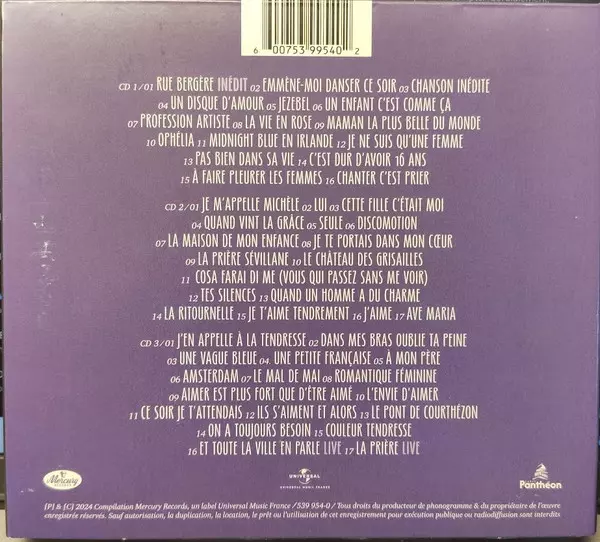 6 00753 99540 2
CD 1/01 RUE BERGÈRE INÉDIT 02 EMMÈNE-MOI DANSER CE SOIR 03 CHANSON INÉDITE
04 UN DISQUE D'AMOUR 05 JEZEBEL 06 UN ENFANT C'EST COMME ÇA
07 PROFESSION ARTISTE 08 LA VIE EN ROSE 09 MAMAN LA PLUS BELLE DU MONDE
10 OPHÉLIA 11 MIDNIGHT BLUE EN IRLANDE 12 JE NE SUIS QU'UNE FEMME
13 PAS BIEN DANS SA VIE 14 C'EST DUR D'AVOIR 16 ANS
15 À FAIRE PLEURER LES FEMMES 16 CHANTER C'EST PRIER
CD 2/01 JE M'APPELLE MICHÈLE 02 LUI 03 CETTE FILLE C'ÉTAIT MOI
04 QUAND VINT LA GRÂCE 05 SEULE 06 DISCOMOTION
07 LA MAISON DE MON ENFANCE 08 JE TE PORTAIS DANS MON CŒUR
09 LA PRIÈRE SÉVILLANE 10 LE CHÂTEAU DES GRISAILLES
11 COSA FARAI DI ME (VOUS QUI PASSEZ SANS ME VOIR)
12 TES SILENCES 13 QUAND UN HOMME A DU CHARME
14 LA RITOURNELLE 15 JE T'AIME TENDREMENT 16 J'AIME 17 AVE MARIA
CD 3/01 J'EN APPELLE À LA TENDRESSE 02 DANS MES BRAS OUBLIE TA PEINE
03 UNE VAGUE BLEUE 04. UNE PETITE FRANÇAISE 05 À MON PÈRE
06 AMSTERDAM 07 LE MAL DE MAI 08 ROMANTIQUE FÉMININE
09 AIMER EST PLUS FORT QUE D'ÊTRE AIMÉ 10 L'ENVIE D'AIMER
11 CE SOIR JE T'ATTENDAIS 12 ILS S'AIMENT ET ALORS 13 LE PONT DE COURTHÉZON
14 ON A TOUJOURS BESOIN 15 COULEUR TENDRESSE
16 ET TOUTE LA VILLE EN PARLE LIVE 17 LA PRIÈRE LIVE
Mercury
RECORDS
UNIVERSAL
UNIVERSAL MUSIC FRANCE
Panthéon
[P] & [C] 2024 Compilation Mercury Records, un label Universal Music France / 539 954-0 / Tous droits du producteur de phonogramme & du propriétaire de l'œuvre
enregistrée réservés. Sauf autorisation, la duplication, la location, le prêt ou l'utilisation de cet enregistrement pour exécution publique ou radiodiffusion sont interdits.